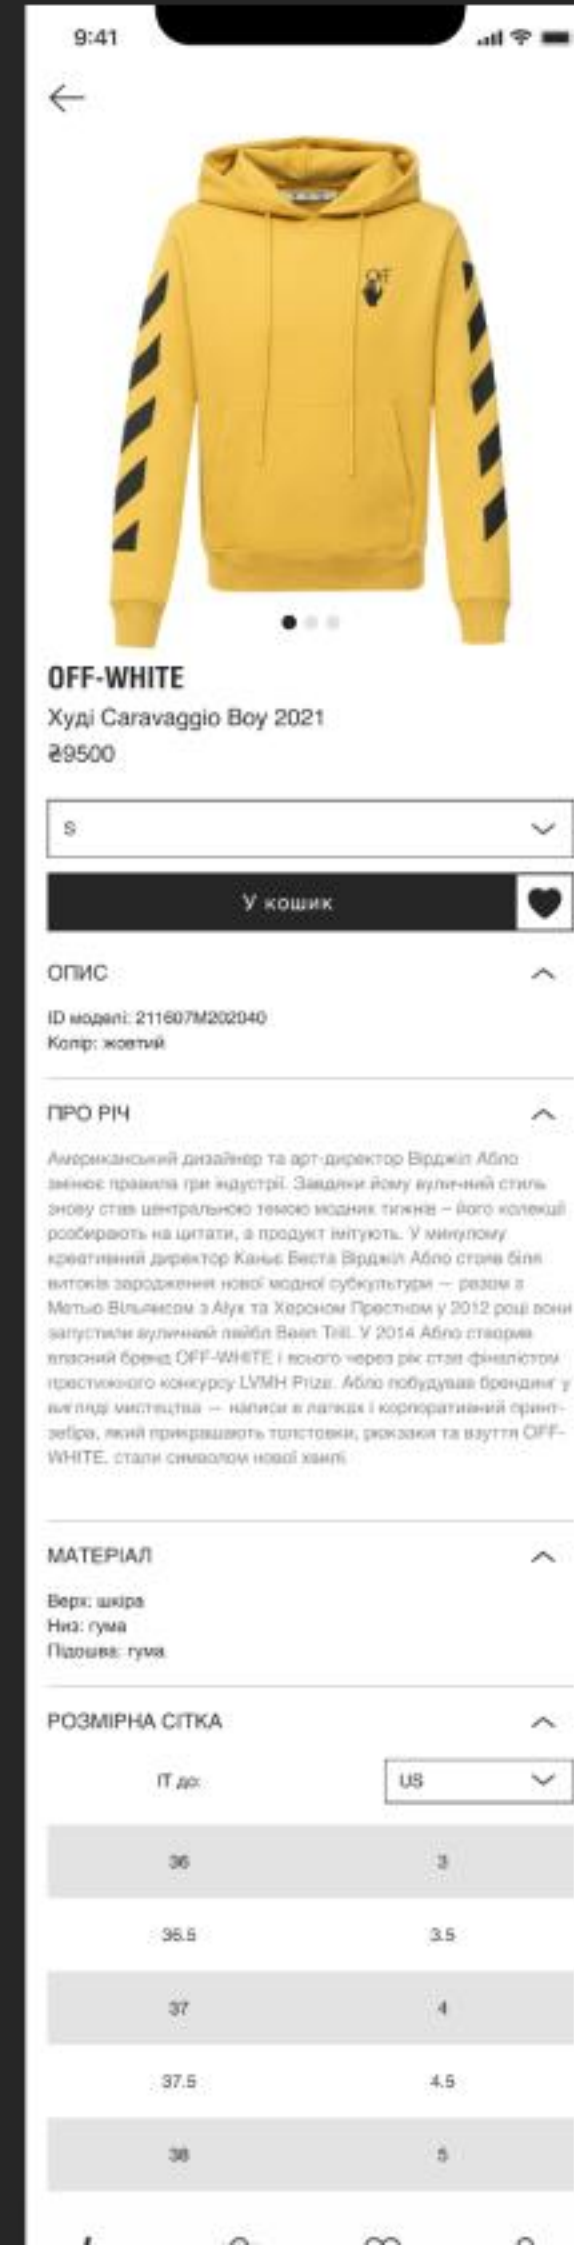 9:41
OFF
OFF-WHITE
Худі Caravaggio Boy 2021
₴9500
S
У кошик
ОПИС
ID моделі: 211607M202040
Колір: жовтий
ПРО РІЧ
Американський дизайнер та арт-директор Вірджіл Абло
змінює правила гри індустрії. Завдяки йому вуличний стиль
знову став центральною темою модних тижнів – його колекції
розбирають на цитати, а продукт імітують. У минулому
креативний директор Каньє Веста Вірджіл Абло стояв біля
витоків зародження нової модної субкультури — разом з
Метью Вільямсом з Alyx та Хероном Престном у 2012 році вони
запустили вуличний лейбл Been Trill. У 2014 Абло створив
власний бренд OFF-WHITE і всього через рік став фіналістом
престижного конкурсу LVMH Prize. Абло побудував брендинг у
вигляді мистецтва — написи в лапках і корпоративний принт-
зебра, який прикрашають толстовки, рюкзаки та взуття OFF-
WHITE, стали символом нової хвилі.
МАТЕРІАЛ
Верх: шкіра
Низ: гума
Підошва: гума
РОЗМІРНА СІТКА
IT до: US
36 3
36.5 3.5
37 4
37.5 4.5
38 5